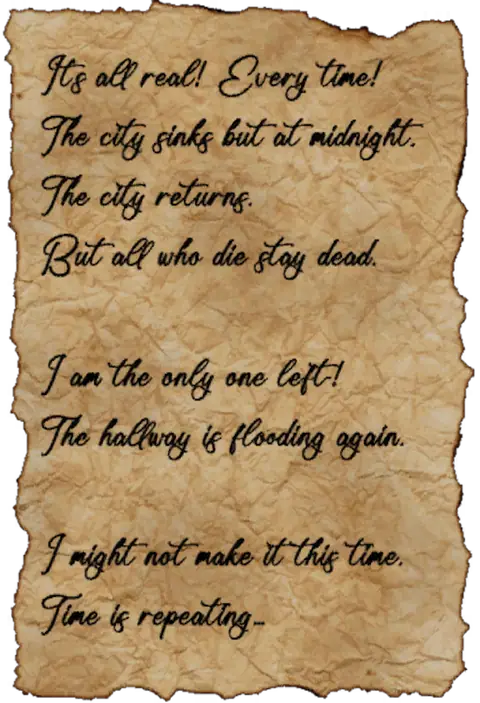 It's all real! Every time!
The city sinks but at midnight.
The city returns.
But all who die stay dead.
I am the only one left!
The hallway is flooding again.
I might not make it this time.
Time is repeating...